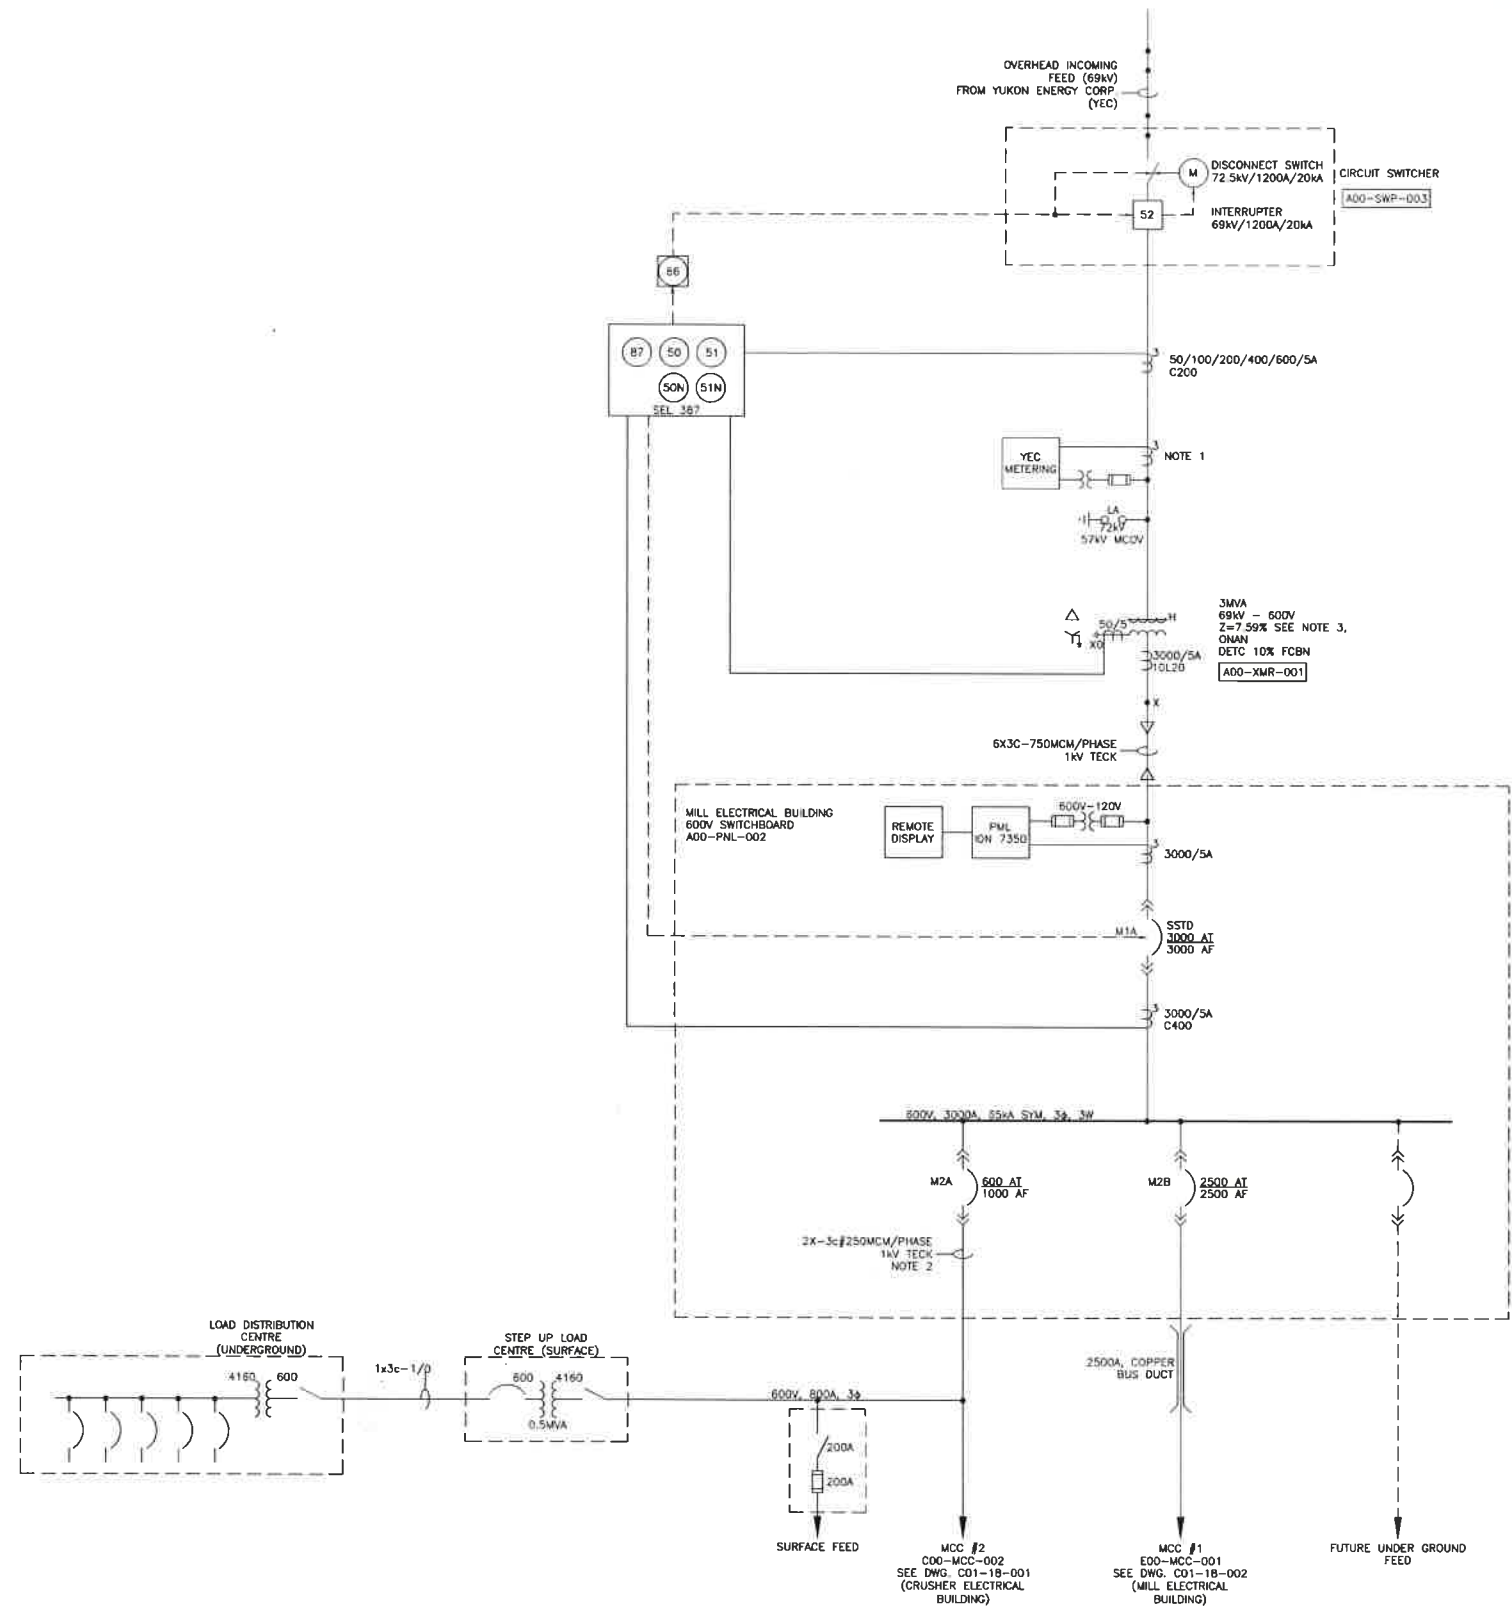 OVERHEAD INCOMING
FEED (69kV)
FROM YUKON ENERGY CORP.
(YEC)
DISCONNECT SWITCH
72.5kV/1200A/20kA
M
CIRCUIT SWITCHER
A00-SWP-003
52
INTERRUPTER
69kV/1200A/20kA
86
87
50
51
50N
51N
SEL 387
3
50/100/200/400/600/5A
C200
YEC
METERING
3
NOTE 1
LA
72kV
57kV MCOV
H
50/5
X0
3000/5A
10L20
X
3MVA
69kV - 600V
Z=7.59% SEE NOTE 3,
ONAN
DETC 10% FCBN
A00-XMR-001
6X3C-750MCM/PHASE
1kV TECK
MILL ELECTRICAL BUILDING
600V SWITCHBOARD
A00-PNL-002
REMOTE
DISPLAY
PML
ION 7350
600V-120V
3
3000/5A
M1A
SSTD
3000 AT
3000 AF
3
3000/5A
C400
600V, 3000A, 65kA SYM, 3ɸ, 3W
M2A
600 AT
1000 AF
M2B
2500 AT
2500 AF
2X-3c#250MCM/PHASE
1kV TECK
NOTE 2
2500A, COPPER
BUS DUCT
LOAD DISTRIBUTION
CENTRE
(UNDERGROUND)
4160
600
1x3c-1/0
STEP UP LOAD
CENTRE (SURFACE)
600
4160
0.5MVA
600V, 800A, 3ɸ
200A
200A
SURFACE FEED
MCC #2
C00-MCC-002
SEE DWG. C01-18-001
(CRUSHER ELECTRICAL
BUILDING)
MCC #1
E00-MCC-001
SEE DWG. C01-18-002
(MILL ELECTRICAL
BUILDING)
FUTURE UNDER GROUND
FEED